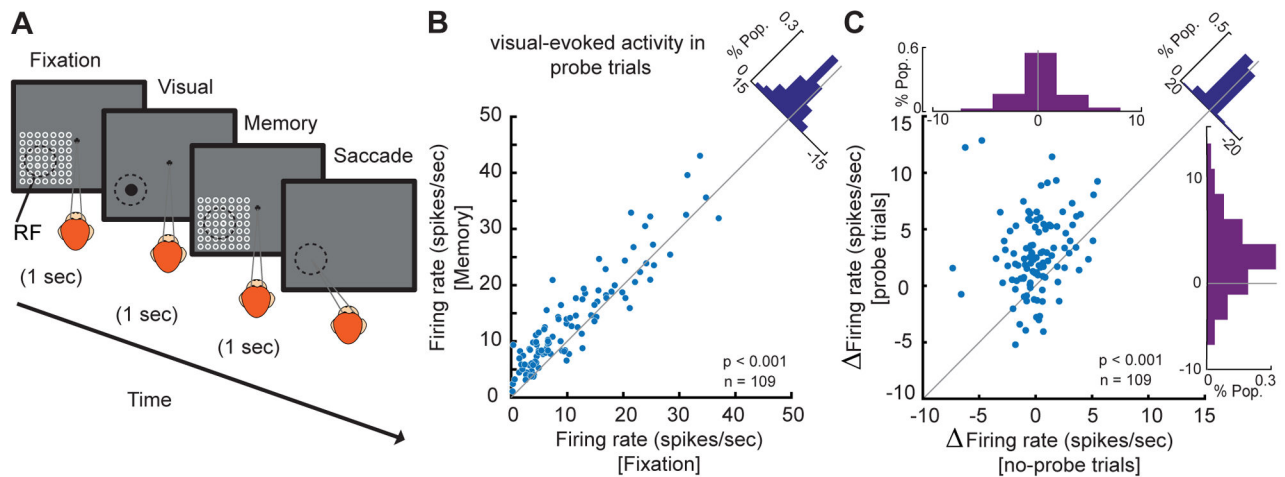 A
Fixation
Visual
Memory
Saccade
RF
(1 sec)
(1 sec)
(1 sec)
Time
B
visual-evoked activity in
probe trials
% Pop.
0.3
0
15
-15
Firing rate (spikes/sec)
[Memory]
50
40
30
20
10
0
p < 0.001
n = 109
0 10 20 30 40 50
Firing rate (spikes/sec)
[Fixation]
C
% Pop.
0.6
0
-10 0 10
% Pop.
0.5
0
20
-20
ΔFiring rate (spikes/sec)
[probe trials]
15
10
5
0
-5
-10
p < 0.001
n = 109
-10 -5 0 5 10 15
ΔFiring rate (spikes/sec)
[no-probe trials]
10
0
-10
0 0.3
% Pop.